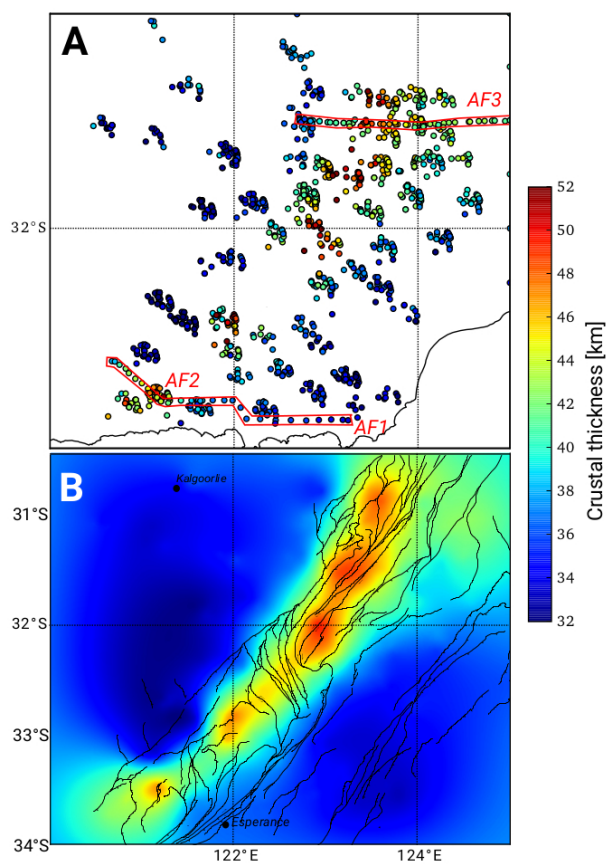 A
AF3
32°S
AF2
AF1
52
50
48
46
44
42
40
38
36
34
32
Crustal thickness [km]
B
Kalgoorlie
31°S
32°S
33°S
Esperance
34°S
122°E
124°E